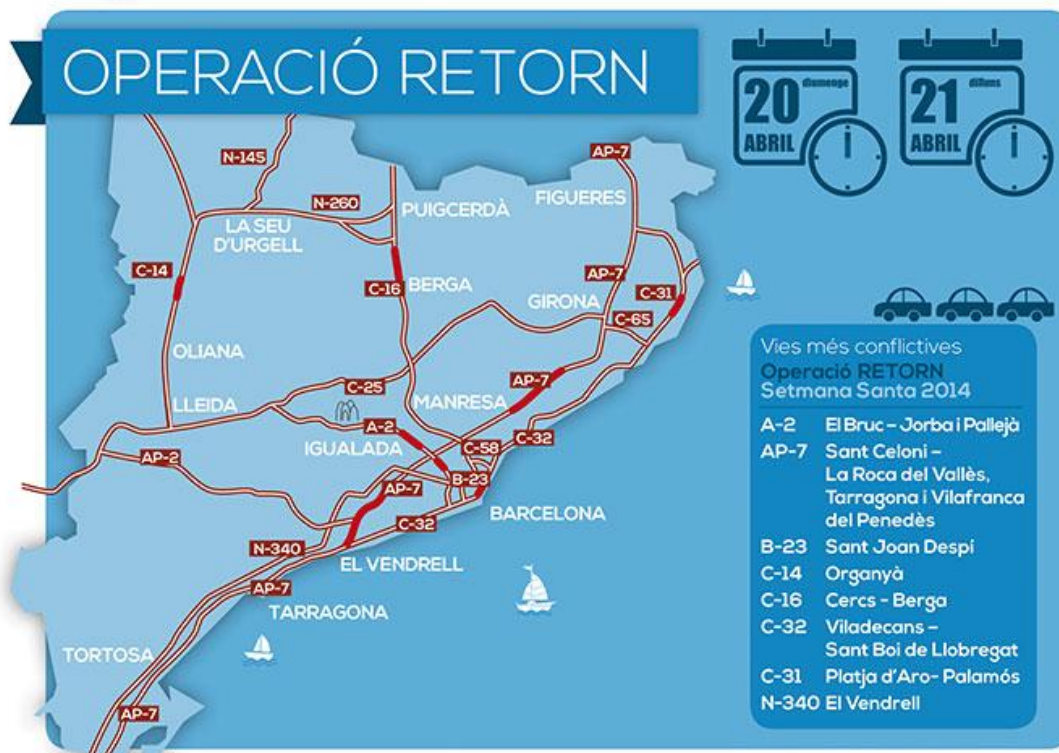 OPERACIÓ RETORN
20 diumenge
ABRIL
21 dilluns
ABRIL
N-145
AP-7
N-260
PUIGCERDÀ
FIGUERES
LA SEU
D'URGELL
C-14
C-16
BERGA
AP-7
GIRONA
C-31
C-65
OLIANA
C-25
AP-7
LLEIDA
MANRESA
A-2
C-32
IGUALADA
C-58
AP-2
AP-7
B-23
BARCELONA
C-32
N-340
EL VENDRELL
AP-7
TARRAGONA
TORTOSA
AP-7
Vies més conflictives
Operació RETORN
Setmana Santa 2014
A-2 El Bruc – Jorba i Pallejà
AP-7 Sant Celoni –
La Roca del Vallès,
Tarragona i Vilafranca
del Penedès
B-23 Sant Joan Despí
C-14 Organyà
C-16 Cercs - Berga
C-32 Viladecans –
Sant Boi de Llobregat
C-31 Platja d'Aro- Palamós
N-340 El Vendrell